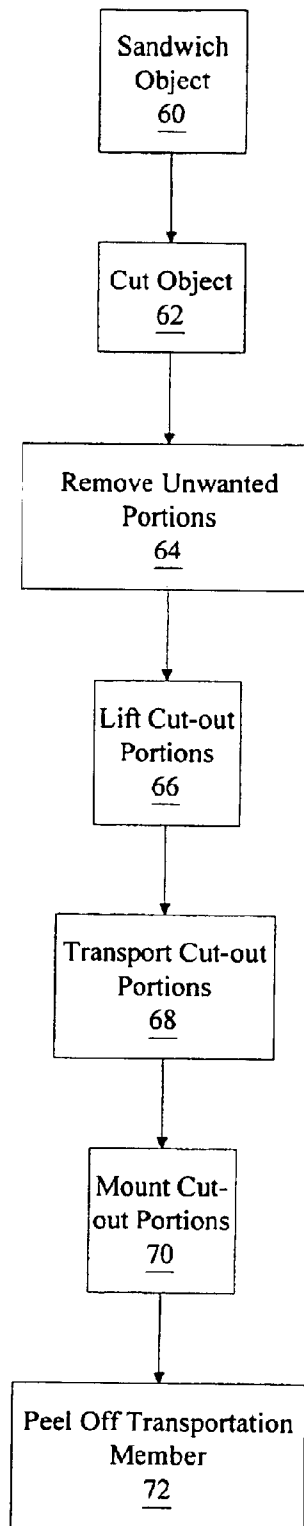 Sandwich
Object
60
Cut Object
62
Remove Unwanted
Portions
64
Lift Cut-out
Portions
66
Transport Cut-out
Portions
68
Mount Cut-
out Portions
70
Peel Off Transportation
Member
72